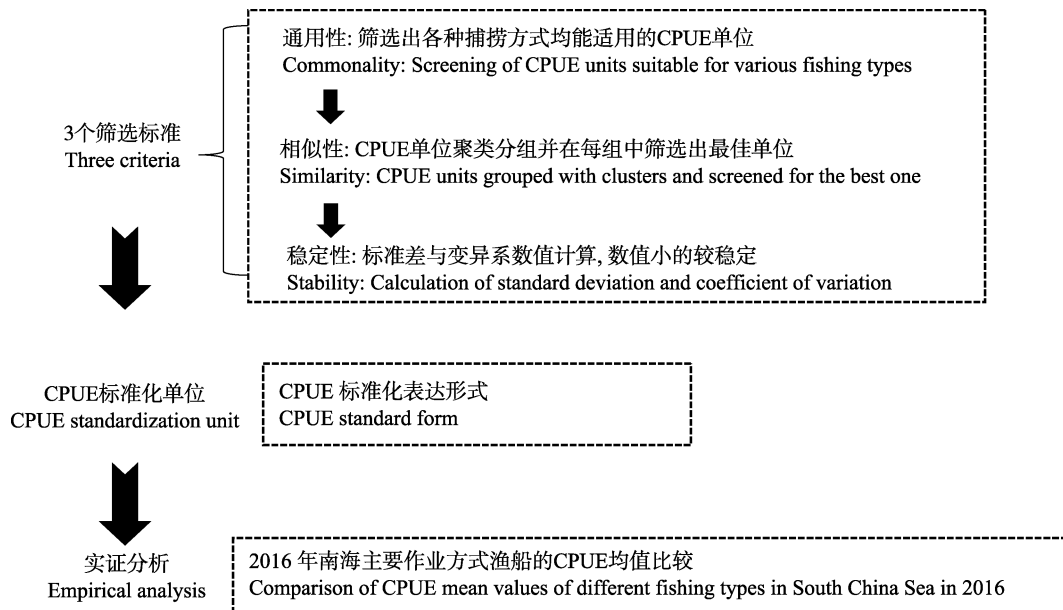 通用性: 筛选出各种捕捞方式均能适用的CPUE单位
Commonality: Screening of CPUE units suitable for various fishing types
3个筛选标准
Three criteria
相似性: CPUE单位聚类分组并在每组中筛选出最佳单位
Similarity: CPUE units grouped with clusters and screened for the best one
稳定性: 标准差与变异系数值计算, 数值小的较稳定
Stability: Calculation of standard deviation and coefficient of variation
CPUE标准化单位
CPUE standardization unit
CPUE 标准化表达形式
CPUE standard form
实证分析
Empirical analysis
2016 年南海主要作业方式渔船的CPUE均值比较
Comparison of CPUE mean values of different fishing types in South China Sea in 2016